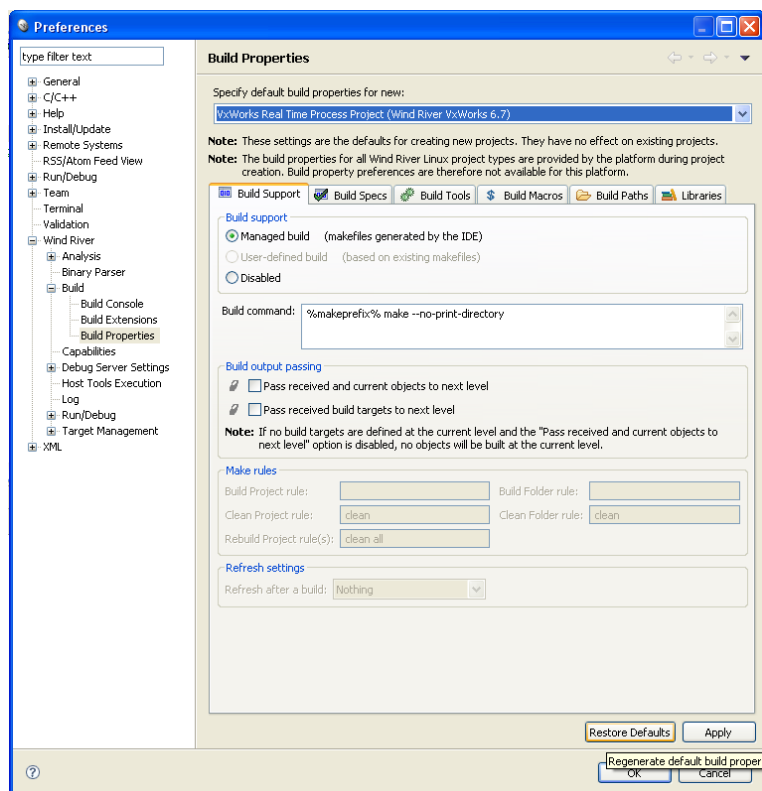 Preferences
type filter text
General
C/C++
Help
Install/Update
Remote Systems
RSS/Atom Feed View
Run/Debug
Team
Terminal
Validation
Wind River
Analysis
Binary Parser
Build
Build Console
Build Extensions
Build Properties
Capabilities
Debug Server Settings
Host Tools Execution
Log
Run/Debug
Target Management
XML
Build Properties
Specify default build properties for new:
VxWorks Real Time Process Project (Wind River VxWorks 6.7)
Note: These settings are the defaults for creating new projects. They have no effect on existing projects.
Note: The build properties for all Wind River Linux project types are provided by the platform during project
creation. Build property preferences are therefore not available for this platform.
Build Support Build Specs Build Tools $ Build Macros Build Paths Libraries
Build support
Managed build (makefiles generated by the IDE)
User-defined build (based on existing makefiles)
Disabled
Build command: %makeprefix% make --no-print-directory
Build output passing
Pass received and current objects to next level
Pass received build targets to next level
Note: If no build targets are defined at the current level and the "Pass received and current objects to
next level" option is disabled, no objects will be built at the current level.
Make rules
Build Project rule: Build Folder rule:
Clean Project rule: clean Clean Folder rule: clean
Rebuild Project rule(s): clean all
Refresh settings
Refresh after a build: Nothing
Restore Defaults Apply
Regenerate default build proper
OK Cancel